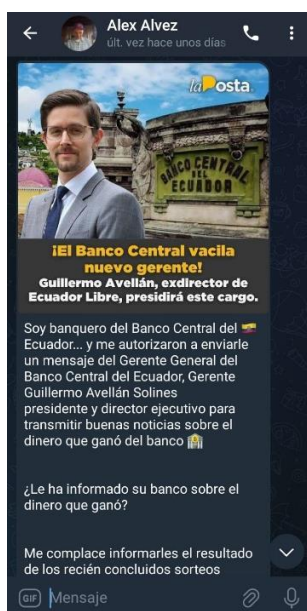 Alex Alvez
últ. vez hace unos días
la Posta
BANCO CENTRAL
DEL
ECUADOR
¡El Banco Central vacila
nuevo gerente!
Guillermo Avellán, exdirector de
Ecuador Libre, presidirá este cargo.
Soy banquero del Banco Central del 🇪🇨
Ecuador... y me autorizaron a enviarle
un mensaje del Gerente General del
Banco Central del Ecuador, Gerente
Guillermo Avellán Solines
presidente y director ejecutivo para
transmitir buenas noticias sobre el
dinero que ganó del banco 🏦
¿Le ha informado su banco sobre el
dinero que ganó?
Me complace informarles el resultado
de los recién concluidos sorteos
GIF Mensaje